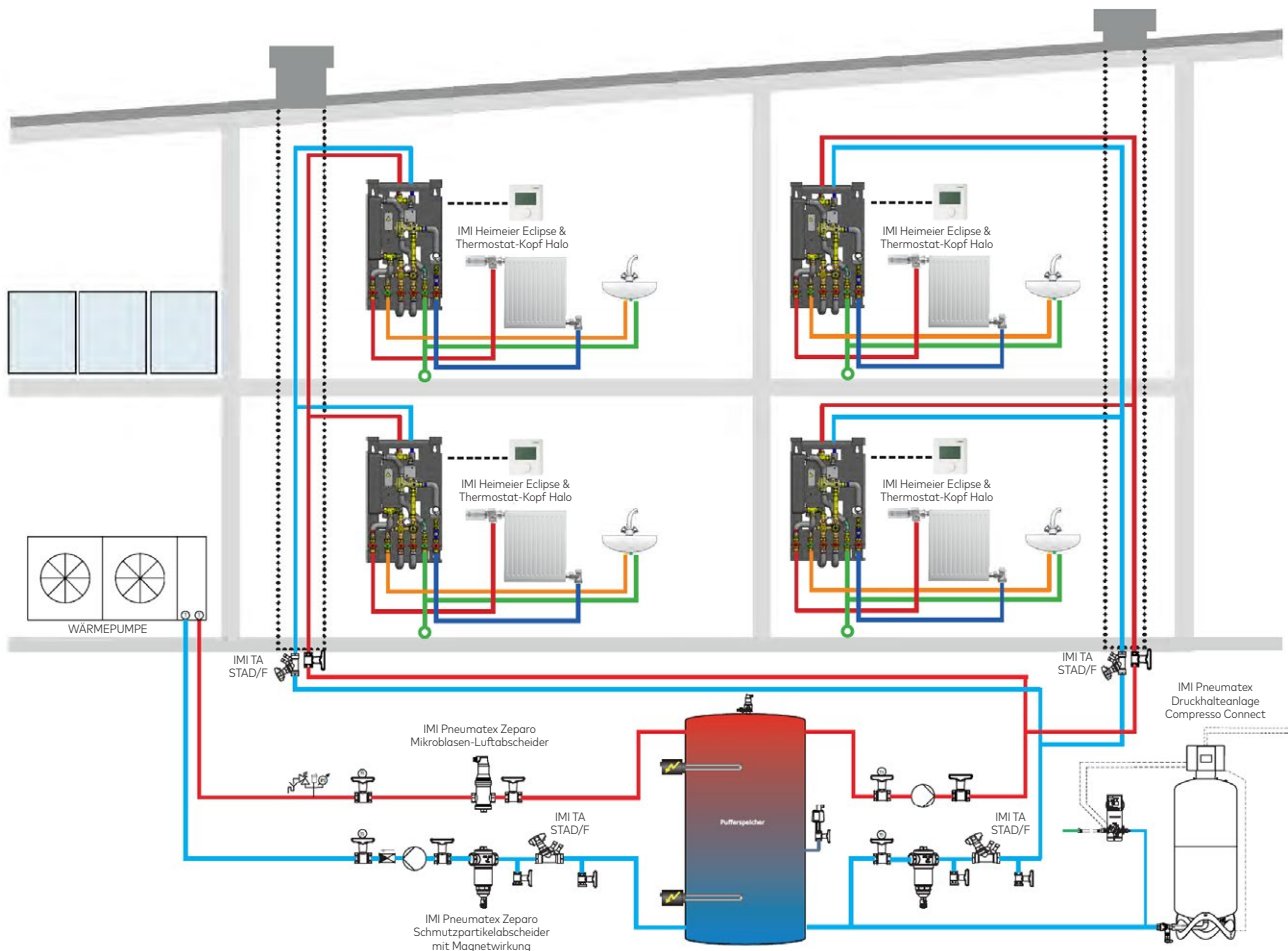 IMI Heimeier Eclipse &
Thermostat-Kopf Halo
IMI Heimeier Eclipse &
Thermostat-Kopf Halo
IMI Heimeier Eclipse &
Thermostat-Kopf Halo
IMI Heimeier Eclipse &
Thermostat-Kopf Halo
WÄRMEPUMPE
IMI TA
STAD/F
IMI TA
STAD/F
IMI Pneumatex
Druckhalteanlage
Compresso Connect
IMI Pneumatex Zeparo
Mikroblasen-Luftabscheider
Pufferspeicher
IMI TA
STAD/F
IMI TA
STAD/F
IMI Pneumatex Zeparo
Schmutzpartikelabscheider
mit Magnetwirkung